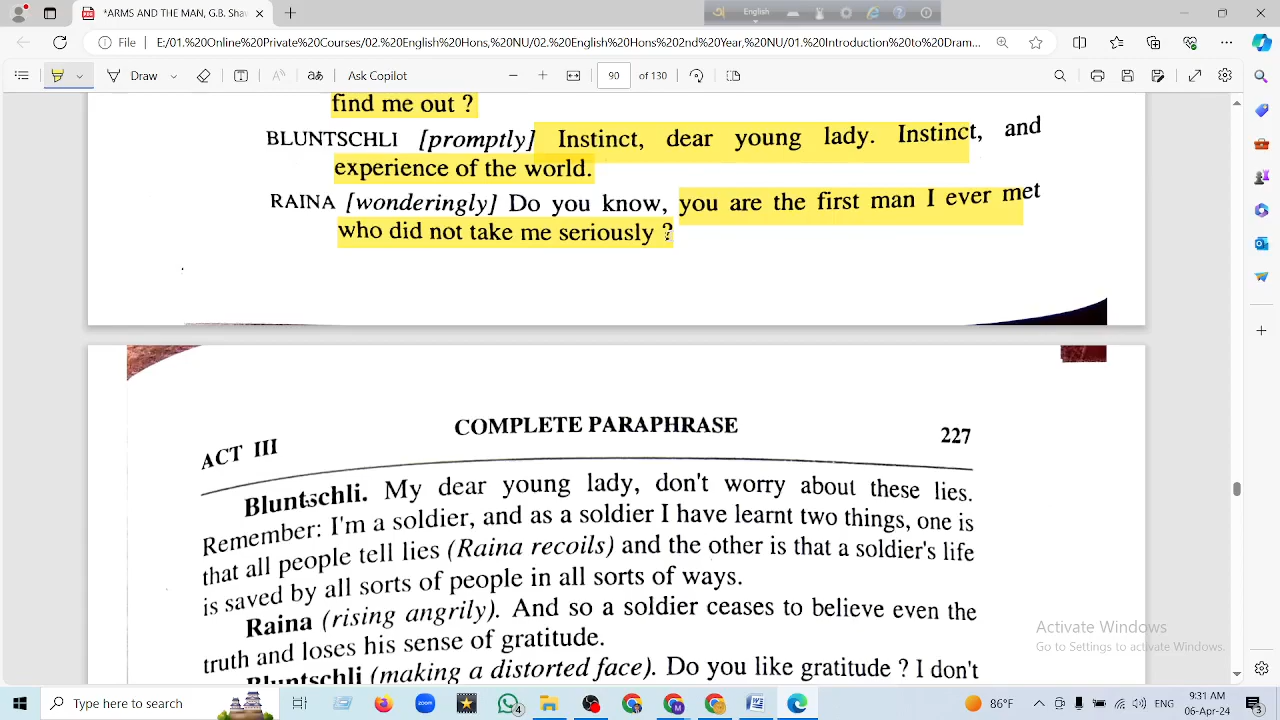 *ARMS AND THE MAN, G.B. Shaw
English
File
E:/01.%20Online%20Hons/02%20English%20Hons%20-%20NU/02%20English%20Hons%202nd%20Year,%20NU/01.%20Introduction%20to%20Dram...
Draw
Ask Copilot
90 of 130
find me out ?
BLUNTSCHLI [promptly] Instinct, dear young lady. Instinct, and
experience of the world.
RAINA [wonderingly] Do you know, you are the first man I ever met
who did not take me seriously ?
ACT III
COMPLETE PARAPHRASE
227
Bluntschli. My dear young lady, don't worry about these lies.
Remember: I'm a soldier, and as a soldier I have learnt two things, one is
that all people tell lies (Raina recoils) and the other is that a soldier's life
is saved by all sorts of people in all sorts of ways.
Raina (rising angrily). And so a soldier ceases to believe even the
truth and loses his sense of gratitude.
Bluntschli (making a distorted face). Do you like gratitude ? I don't
Activate Windows
Go to Settings to activate Windows.
Type here to search
zoom
4
86°F
ENG
9:31 AM
06-Apr-24
3